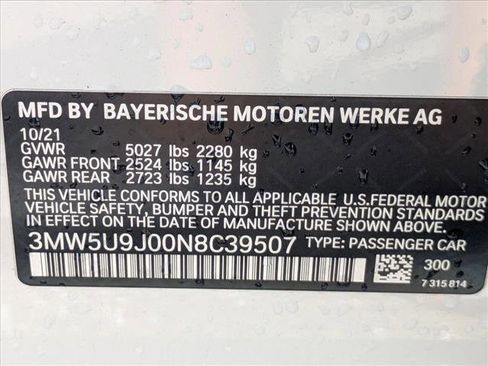 MFD BY BAYERISCHE MOTOREN WERKE AG
10/21
GVWR 5027 lbs 2280 kg
GAWR FRONT 2524 lbs 1145 kg
GAWR REAR 2723 lbs 1235 kg
THIS VEHICLE CONFORMS TO ALL APPLICABLE U.S.FEDERAL MOTOR
VEHICLE SAFETY, BUMPER AND THEFT PREVENTION STANDARDS
IN EFFECT ON THE DATE OF MANUFACTURE SHOWN ABOVE.
3MW5U9J00N8C39507 TYPE: PASSENGER CAR
300
7 315 814